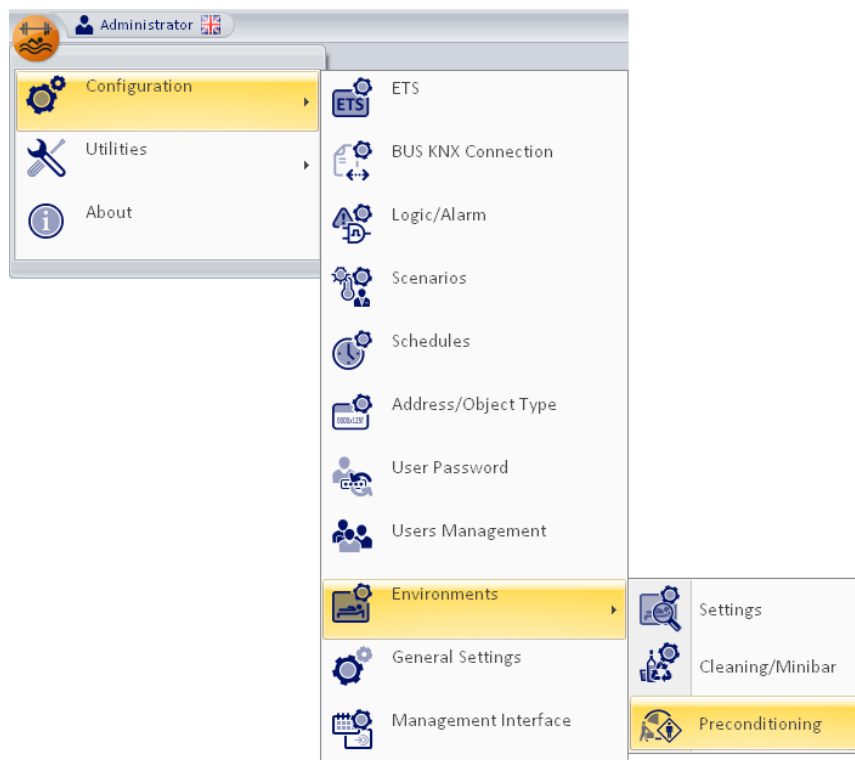 Administrator
Configuration
Utilities
About
ETS
ETS
BUS KNX Connection
Logic/Alarm
Scenarios
Schedules
Address/Object Type
User Password
Users Management
Environments
General Settings
Management Interface
Settings
Cleaning/Minibar
Preconditioning